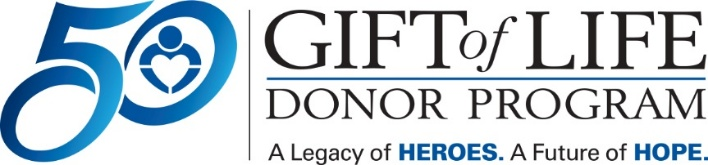 50
GIFT of LIFE
DONOR PROGRAM
A Legacy of HEROES. A Future of HOPE.